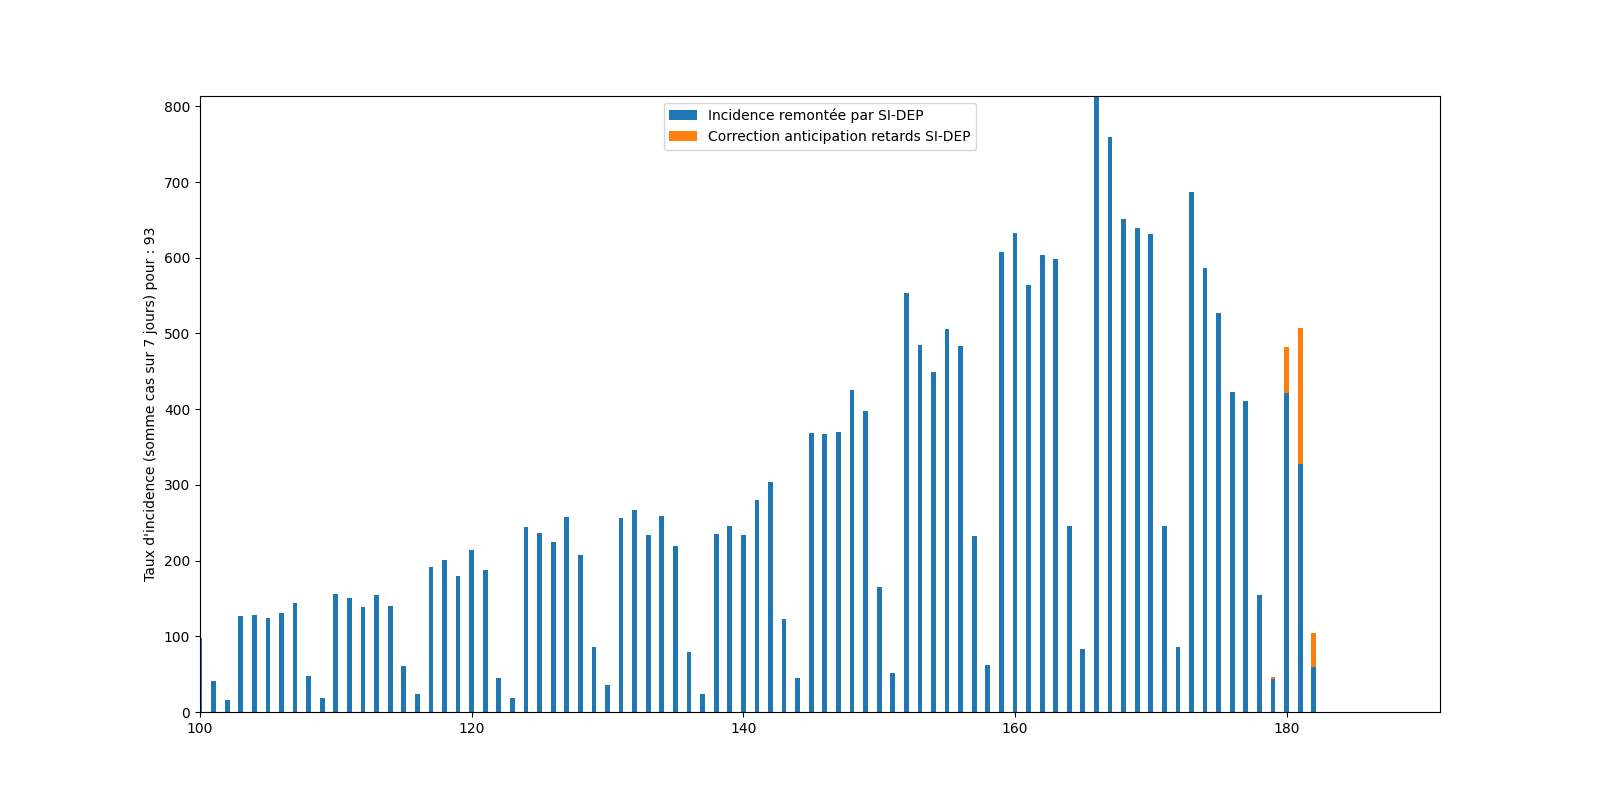 Incidence remontée par SI-DEP
Correction anticipation retards SI-DEP
Taux d'incidence (somme cas sur 7 jours) pour : 93
800
700
600
500
400
300
200
100
0
100 120 140 160 180